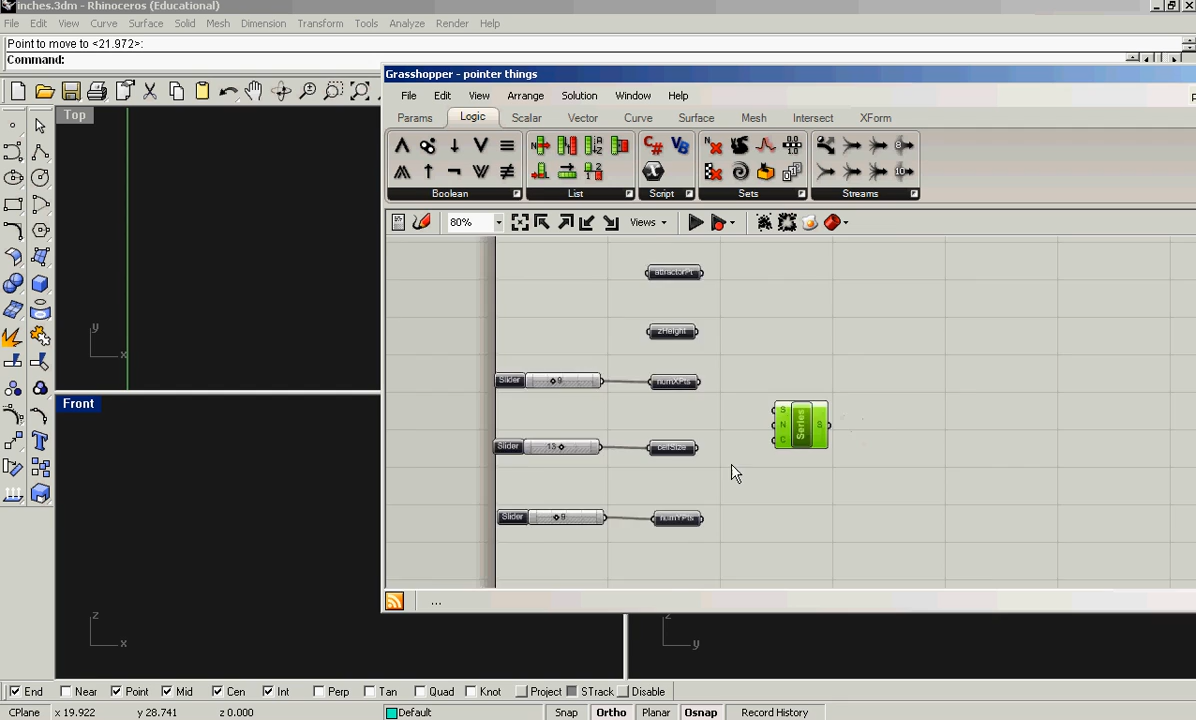 inches.3dm - Rhinoceros (Educational)
File Edit View Curve Surface Solid Mesh Dimension Transform Tools Analyze Render Help
Point to move to <21.972>:
Command:
Grasshopper - pointer things
File Edit View Arrange Solution Window Help
Params Logic Scalar Vector Curve Surface Mesh Intersect XForm
Boolean List Script Sets Streams
80% Views
Top
y
x
attractorPt
zHeight
Slider 9 numXPts
S
N
C
Series
S
Slider 13 cellSize
Slider 9 numYPts
...
Front
z
x
z
y
End Near Point Mid Cen Int Perp Tan Quad Knot Project STrack Disable
CPlane x 19.922 y 28.741 z 0.000 Default Snap Ortho Planar Osnap Record History